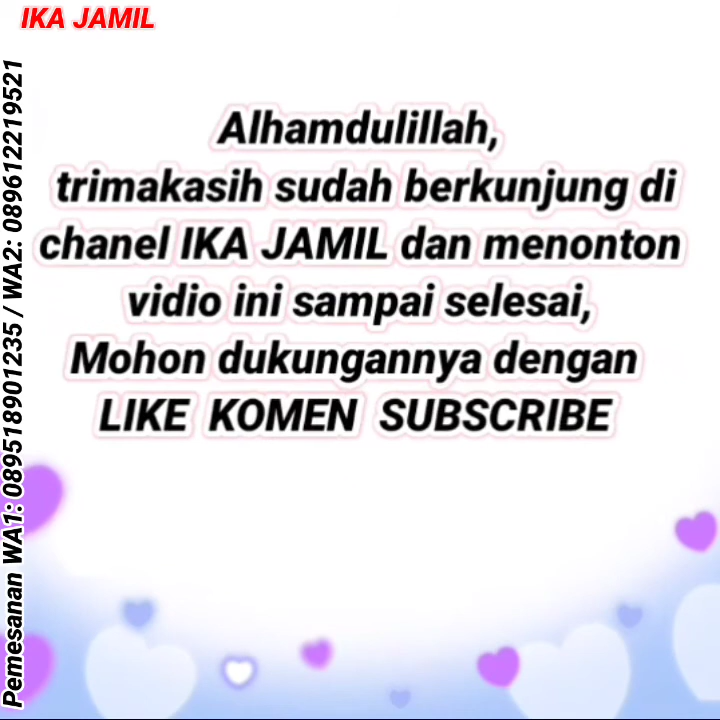 IKA JAMIL
Alhamdulillah,
trimakasih sudah berkunjung di
chanel IKA JAMIL dan menonton
vidio ini sampai selesai,
Mohon dukungannya dengan
LIKE KOMEN SUBSCRIBE
Pemesanan WA1: 089518901235 / WA2: 089612219521